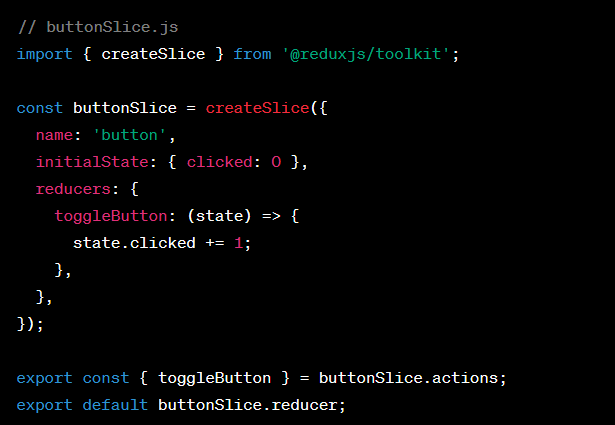 // buttonSlice.js
import { createSlice } from '@reduxjs/toolkit';
const buttonSlice = createSlice({
name: 'button',
initialState: { clicked: 0 },
reducers: {
toggleButton: (state) => {
state.clicked += 1;
},
},
});
export const { toggleButton } = buttonSlice.actions;
export default buttonSlice.reducer;